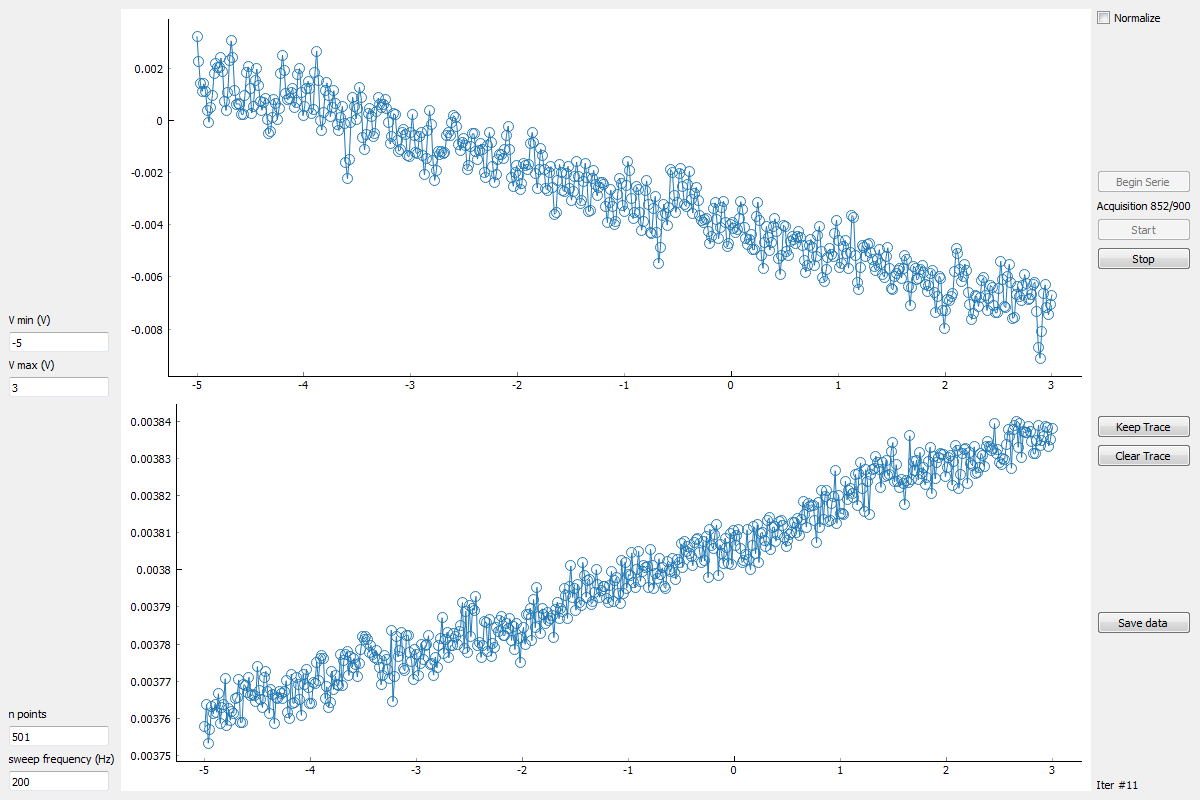 Normalize
0.002
0
-0.002
-0.004
-0.006
-0.008
-5
-4
-3
-2
-1
0
1
2
3
Begin Serie
Acquisition 852/900
Start
Stop
V min (V)
-5
V max (V)
3
0.00384
0.00383
0.00382
0.00381
0.0038
0.00379
0.00378
0.00377
0.00376
0.00375
-5
-4
-3
-2
-1
0
1
2
3
Keep Trace
Clear Trace
Save data
n points
501
sweep frequency (Hz)
200
Iter #11